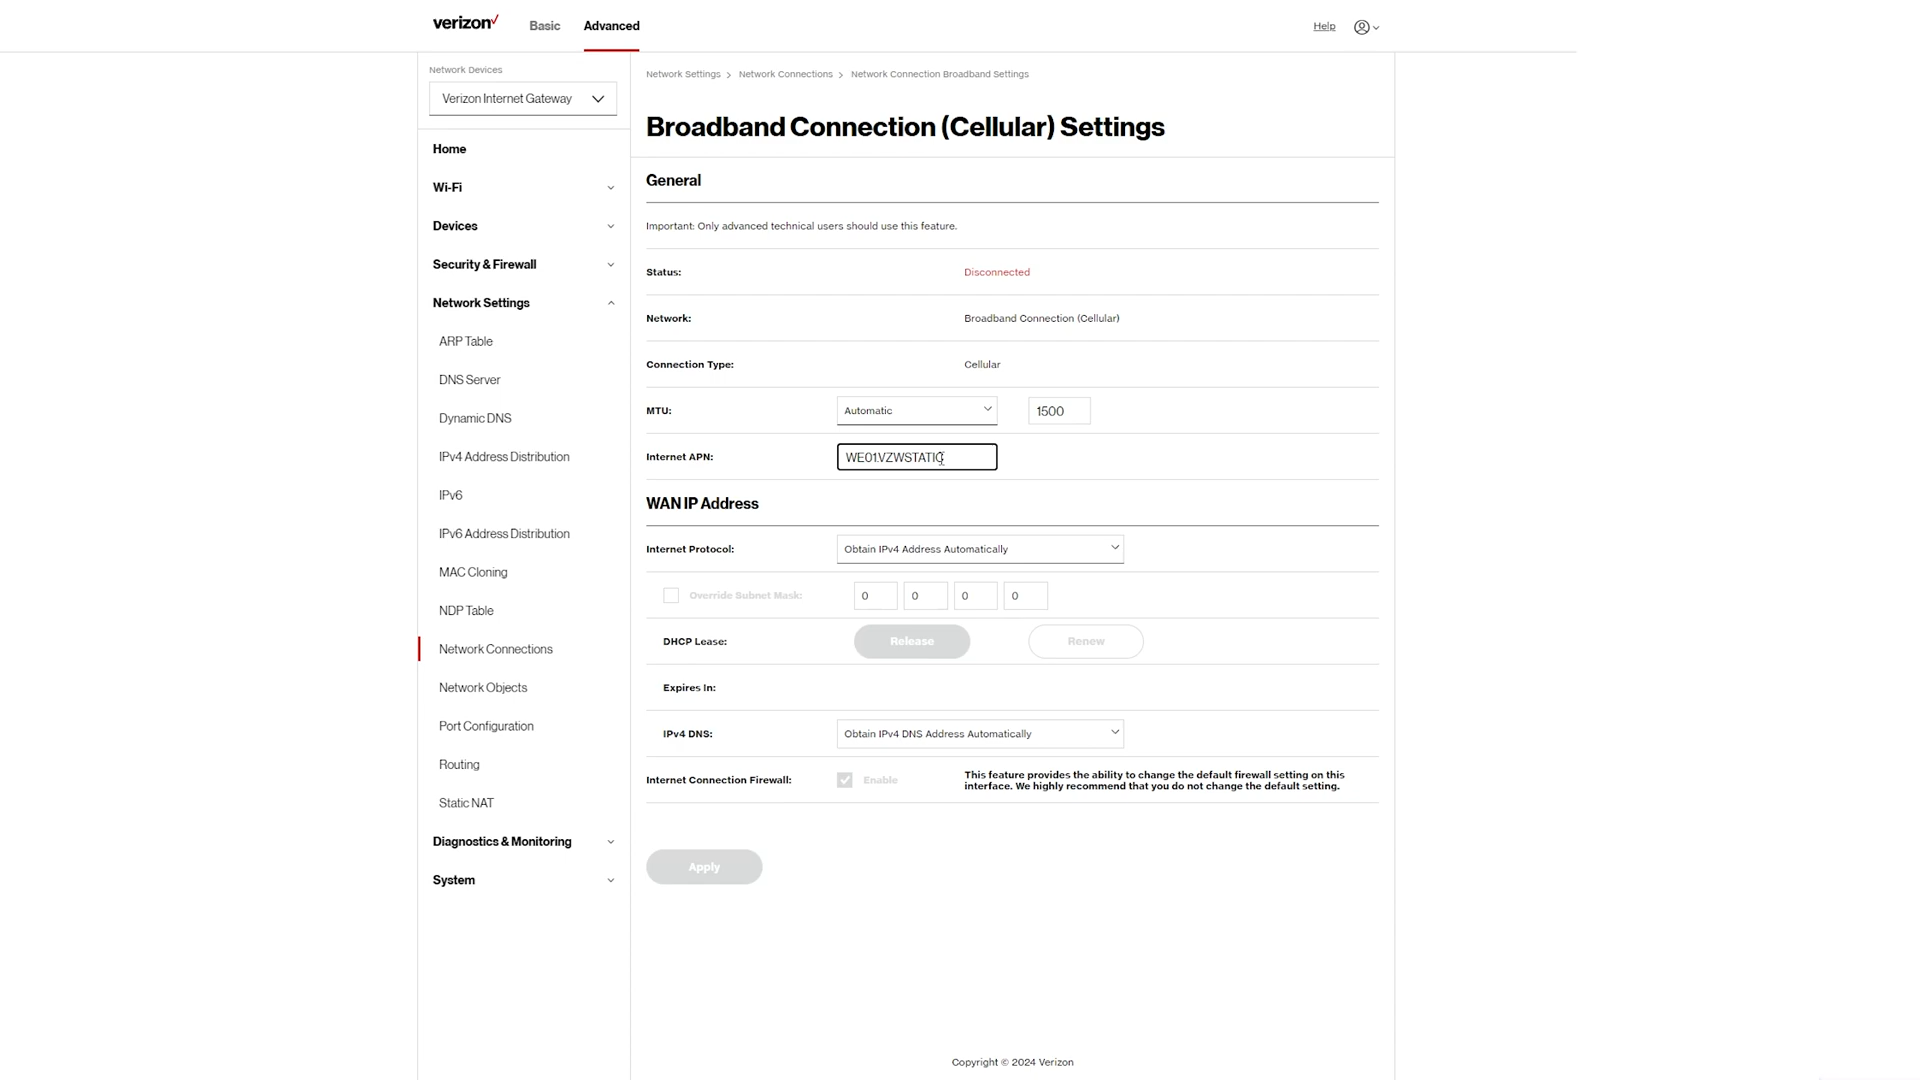 verizon
Basic
Advanced
Help
Network Devices
Verizon Internet Gateway
Home
Wi-Fi
Devices
Security & Firewall
Network Settings
ARP Table
DNS Server
Dynamic DNS
IPv4 Address Distribution
IPv6
IPv6 Address Distribution
MAC Cloning
NDP Table
Network Connections
Network Objects
Port Configuration
Routing
Static NAT
Diagnostics & Monitoring
System
Network Settings > Network Connections > Network Connection Broadband Settings
Broadband Connection (Cellular) Settings
General
Important: Only advanced technical users should use this feature.
Status: Disconnected
Network: Broadband Connection (Cellular)
Connection Type: Cellular
MTU: Automatic 1500
Internet APN: WE01.VZWSTATIC
WAN IP Address
Internet Protocol: Obtain IPv4 Address Automatically
Override Subnet Mask: 0 0 0 0
DHCP Lease: Release Renew
Expires In:
IPv4 DNS: Obtain IPv4 DNS Address Automatically
Internet Connection Firewall: Enable
This feature provides the ability to change the default firewall setting on this
interface. We highly recommend that you do not change the default setting.
Apply
Copyright © 2024 Verizon